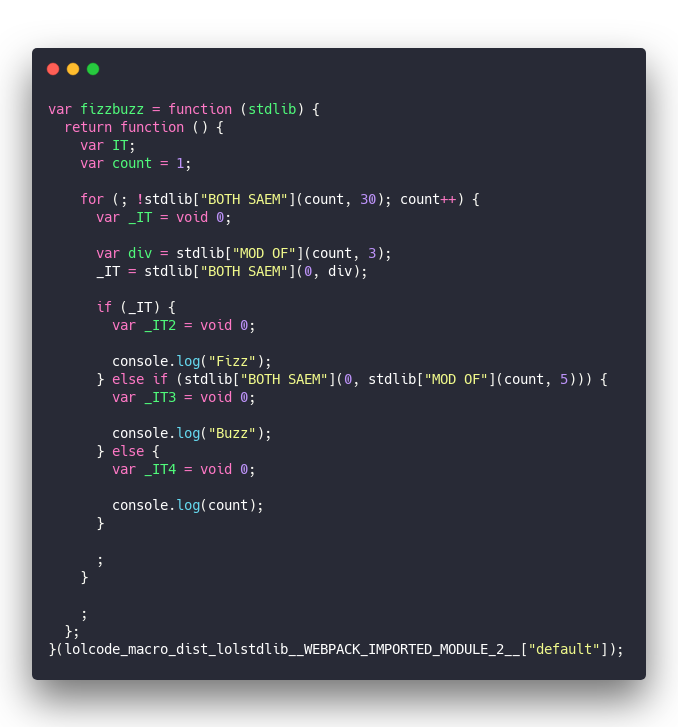 var fizzbuzz = function (stdlib) {
  return function () {
    var IT;
    var count = 1;

    for (; !stdlib["BOTH SAEM"](count, 30); count++) {
      var _IT = void 0;

      var div = stdlib["MOD OF"](count, 3);
      _IT = stdlib["BOTH SAEM"](0, div);

      if (_IT) {
        var _IT2 = void 0;

        console.log("Fizz");
      } else if (stdlib["BOTH SAEM"](0, stdlib["MOD OF"](count, 5))) {
        var _IT3 = void 0;

        console.log("Buzz");
      } else {
        var _IT4 = void 0;

        console.log(count);
      }

      ;
    }

    ;
  };
}(lolcode_macro_dist_lolstdlib__WEBPACK_IMPORTED_MODULE_2__["default"]);